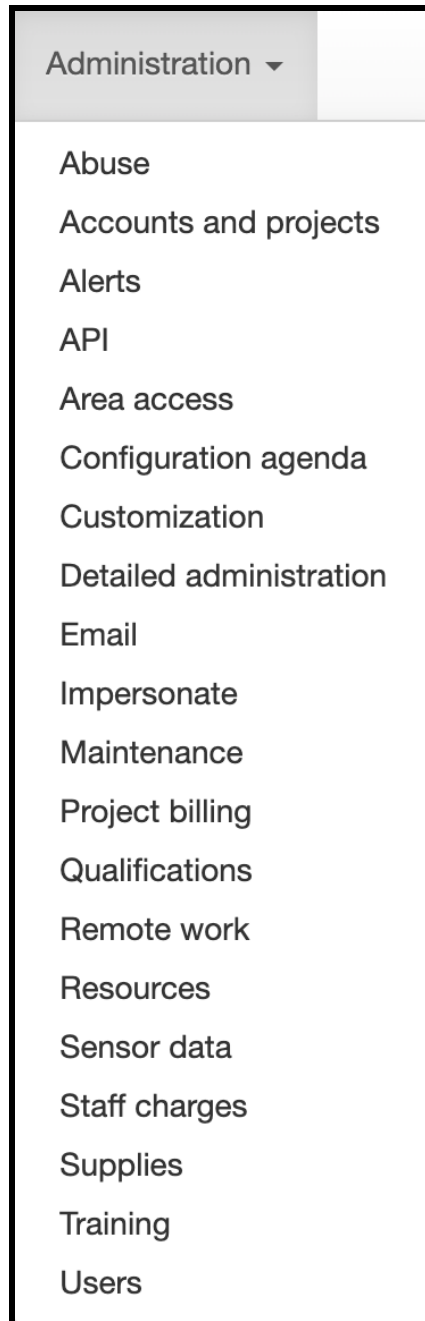 Administration
Abuse
Accounts and projects
Alerts
API
Area access
Configuration agenda
Customization
Detailed administration
Email
Impersonate
Maintenance
Project billing
Qualifications
Remote work
Resources
Sensor data
Staff charges
Supplies
Training
Users